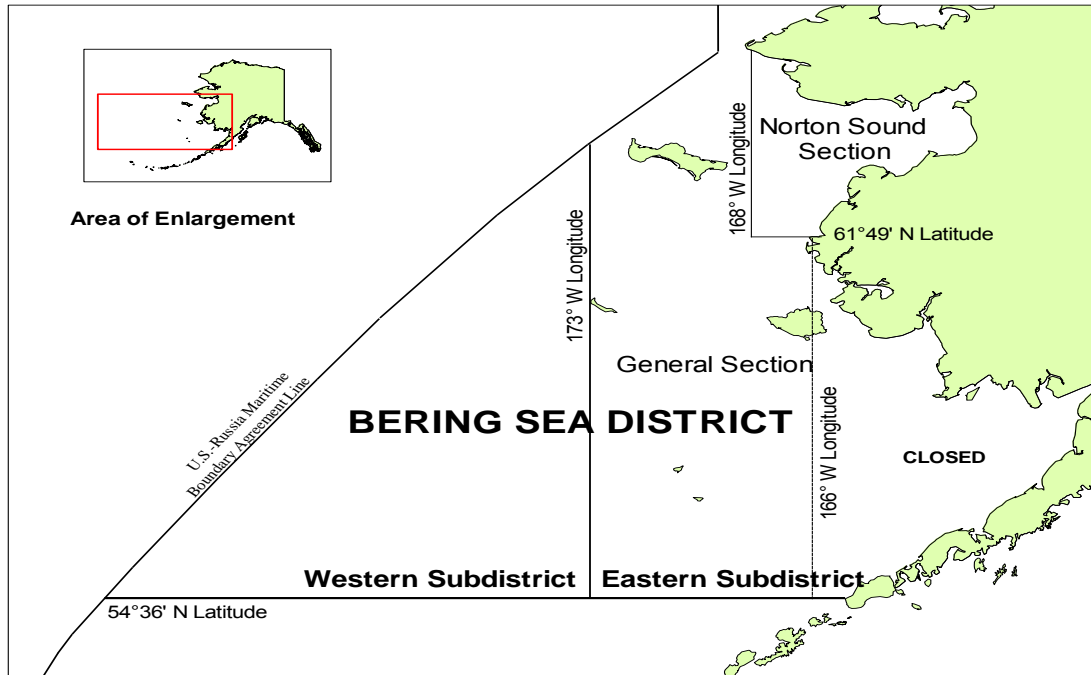 Area of Enlargement
Norton Sound
Section
168° W Longitude
61°49' N Latitude
173° W Longitude
General Section
U.S.-Russia Maritime
Boundary Agreement Line
BERING SEA DISTRICT
166° W Longitude
CLOSED
Western Subdistrict
Eastern Subdistrict
54°36' N Latitude